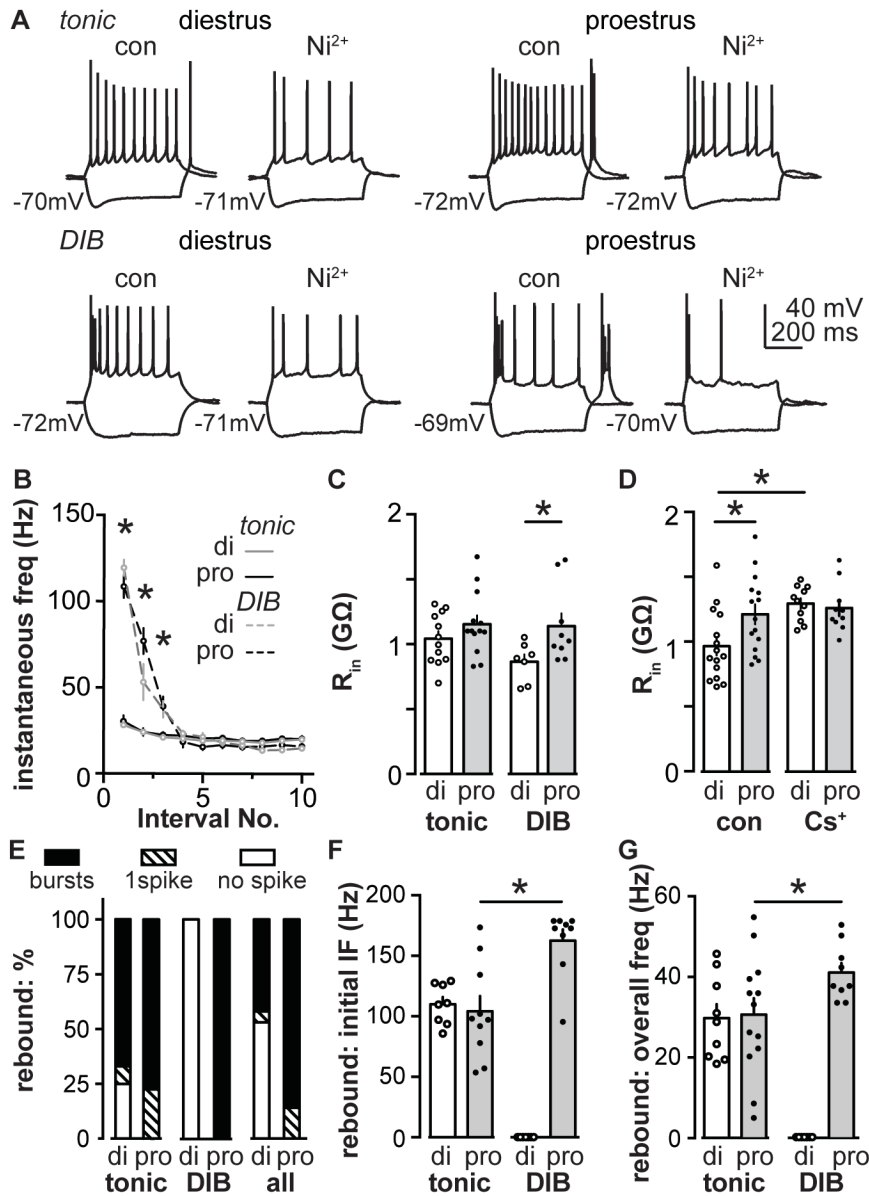 A tonic diestrus proestrus
con Ni2+ con Ni2+
-70mV -71mV -72mV -72mV
DIB diestrus proestrus
con Ni2+ con Ni2+
40 mV
200 ms
-72mV -71mV -69mV -70mV
B
instantaneous freq (Hz)
150
100
50
0
* * *
tonic
di
pro
DIB
di
pro
0 5 10
Interval No.
C
Rin (GΩ)
2
1
0
*
di pro di pro
tonic DIB
D
Rin (GΩ)
2
1
0
* *
di pro di pro
con Cs+
E
bursts 1spike no spike
rebound: %
100
75
50
25
0
di pro di pro di pro
tonic DIB all
F
rebound: initial IF (Hz)
200
150
100
50
0
*
di pro di pro
tonic DIB
G
rebound: overall freq (Hz)
60
40
20
0
*
di pro di pro
tonic DIB